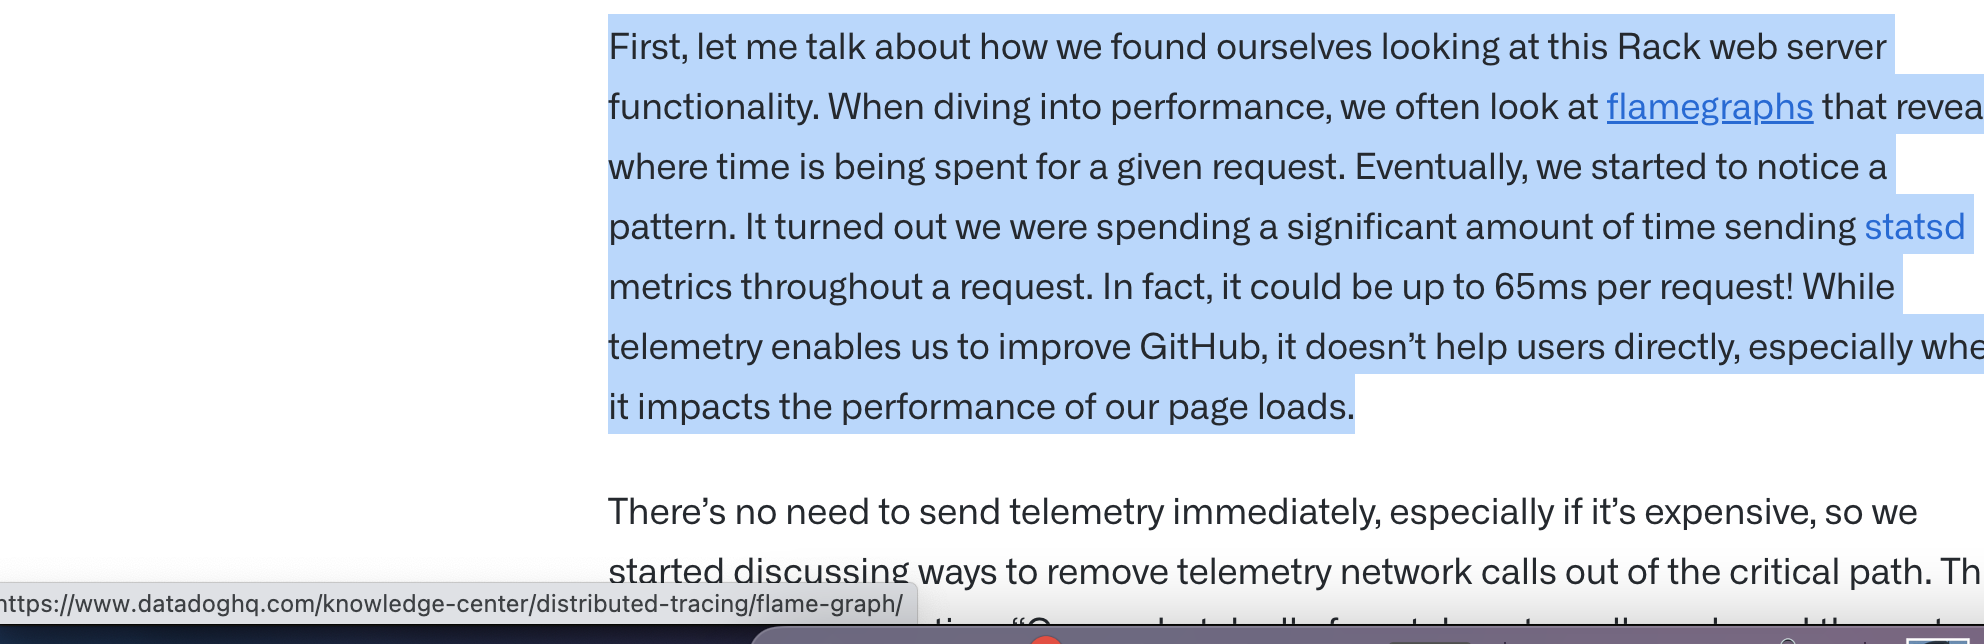 First, let me talk about how we found ourselves looking at this Rack web server
functionality. When diving into performance, we often look at flamegraphs that
where time is being spent for a given request. Eventually, we started to notice a
pattern. It turned out we were spending a significant amount of time sending statsd
metrics throughout a request. In fact, it could be up to 65ms per request! While
telemetry enables us to improve GitHub, it doesn’t help users directly, especially
it impacts the performance of our page loads.
There’s no need to send telemetry immediately, especially if it’s expensive, so we
started discussing ways to remove telemetry network calls out of the critical path.
https://www.datadoghq.com/knowledge-center/distributed-tracing/flame-graph/